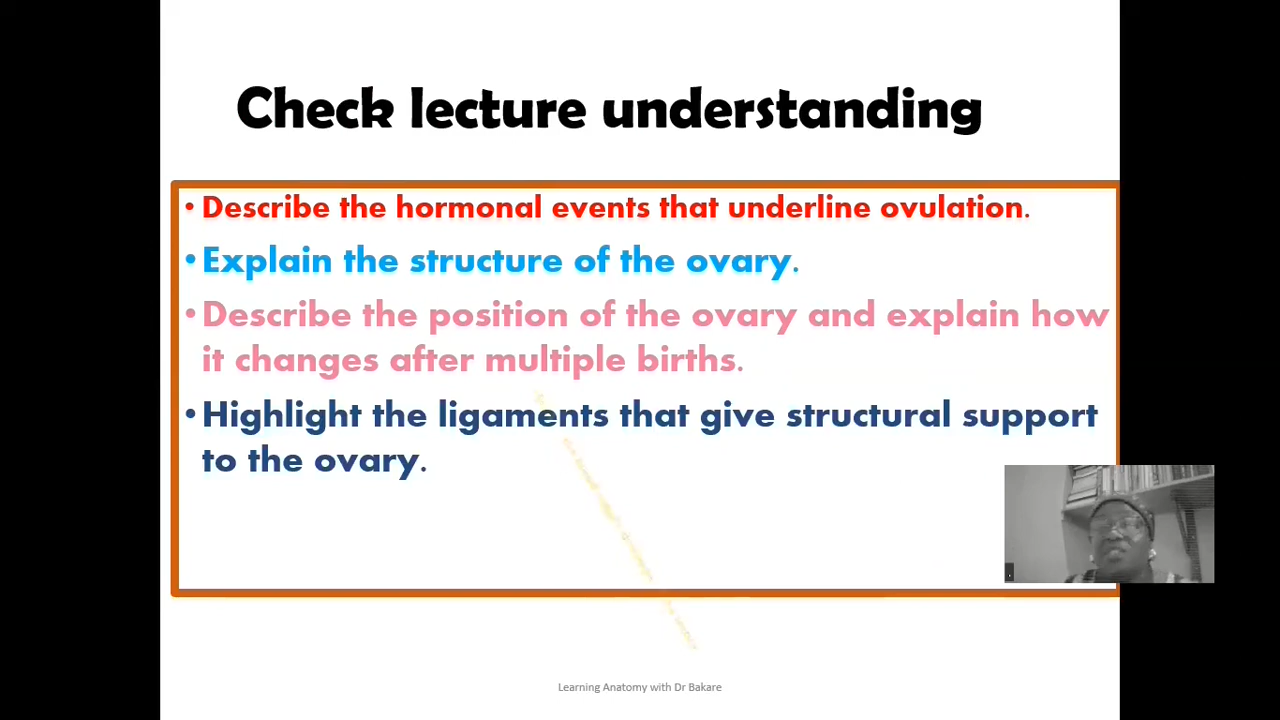 Check lecture understanding
• Describe the hormonal events that underline ovulation.
• Explain the structure of the ovary.
• Describe the position of the ovary and explain how
it changes after multiple births.
• Highlight the ligaments that give structural support
to the ovary.
Learning Anatomy with Dr Bakare